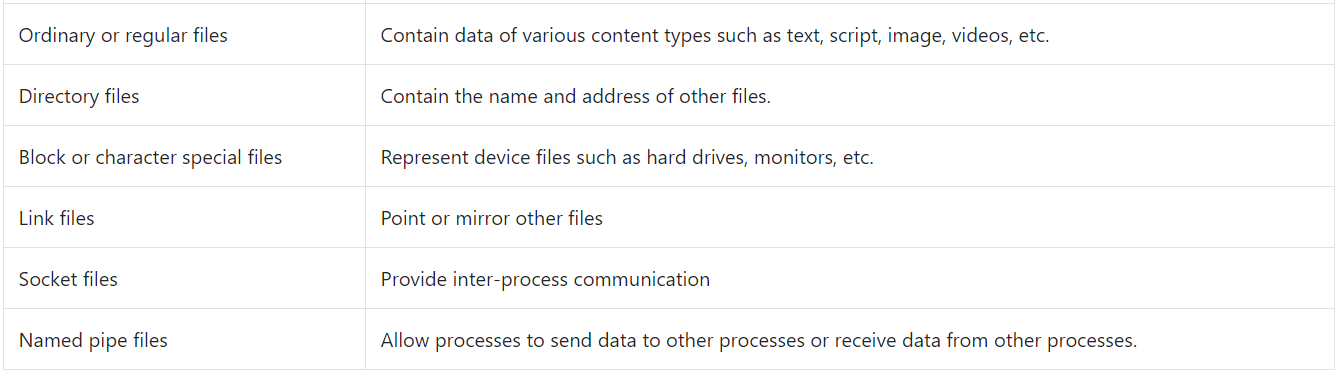 Ordinary or regular files
Contain data of various content types such as text, script, image, videos, etc.
Directory files
Contain the name and address of other files.
Block or character special files
Represent device files such as hard drives, monitors, etc.
Link files
Point or mirror other files
Socket files
Provide inter-process communication
Named pipe files
Allow processes to send data to other processes or receive data from other processes.